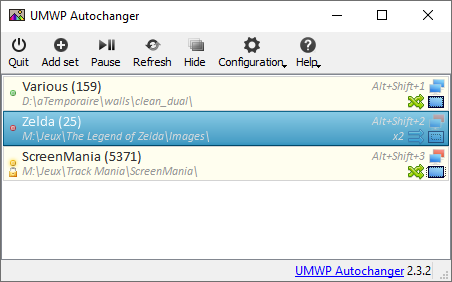 UMWP Autochanger
Quit Add set Pause Refresh Hide Configuration Help
Various (159) Alt+Shift+1
D:\aTemporaire\walls\clean_dual\
Zelda (25) Alt+Shift+2
M:\Jeux\The Legend of Zelda\Images\ x2
ScreenMania (5371) Alt+Shift+3
M:\Jeux\Track Mania\ScreenMania\
UMWP Autochanger 2.3.2